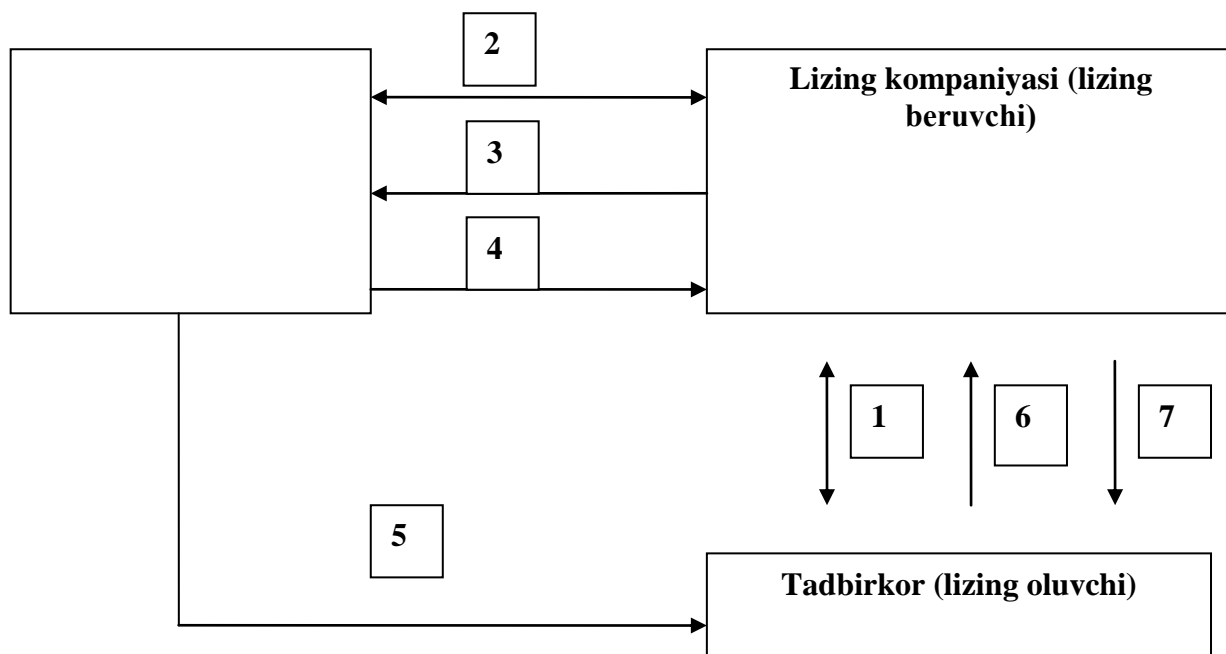 2
Lizing kompaniyasi (lizing
beruvchi)
3
4
1
6
7
5
Tadbirkor (lizing oluvchi)